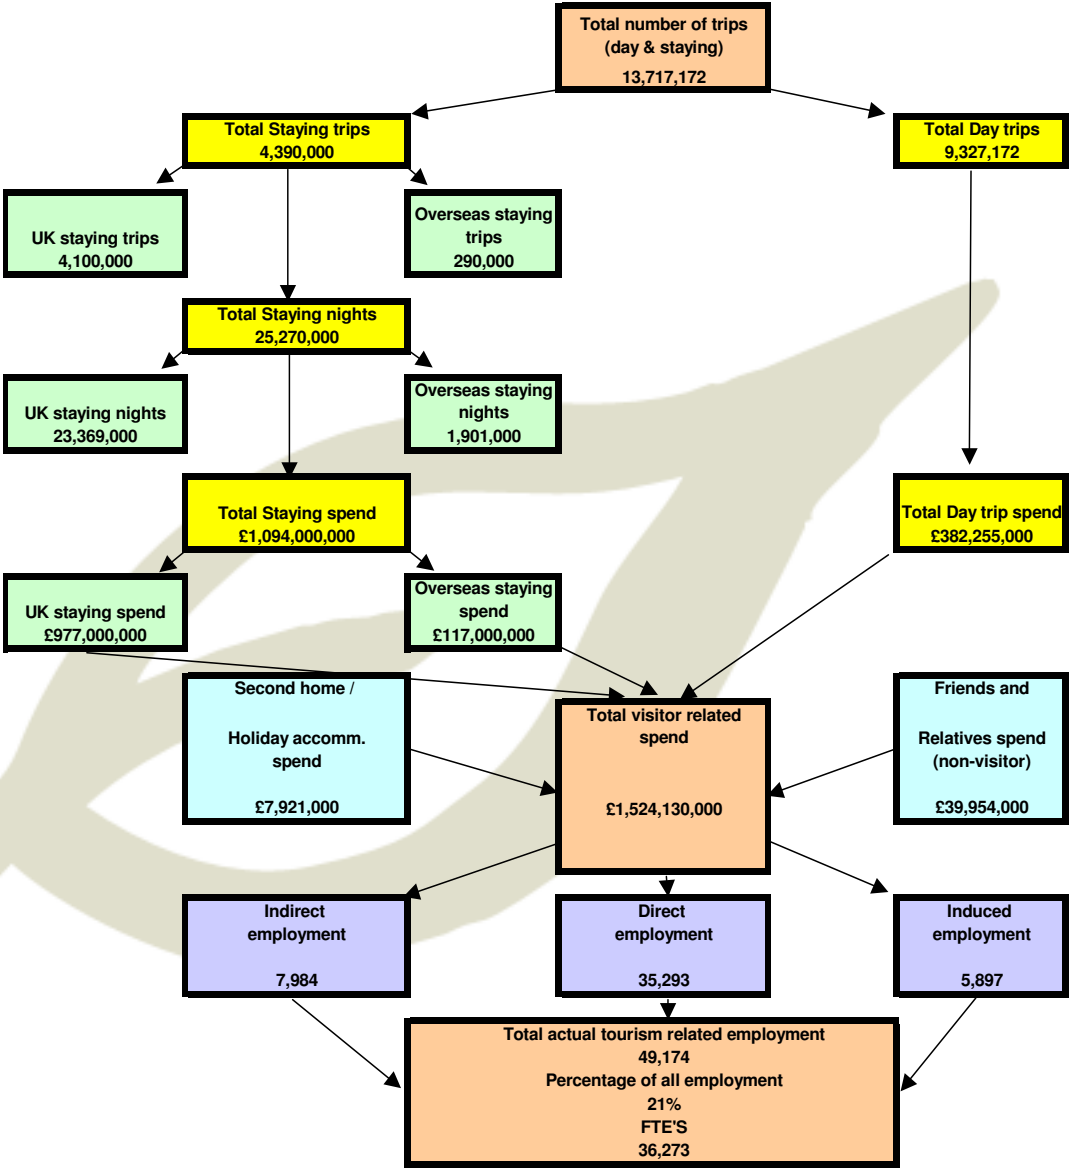 Total number of trips
(day & staying)
13,717,172
Total Staying trips
4,390,000
Total Day trips
9,327,172
UK staying trips
4,100,000
Overseas staying
trips
290,000
Total Staying nights
25,270,000
UK staying nights
23,369,000
Overseas staying
nights
1,901,000
Total Staying spend
£1,094,000,000
Total Day trip spend
£382,255,000
UK staying spend
£977,000,000
Overseas staying
spend
£117,000,000
Second home /
Holiday accomm.
spend
£7,921,000
Total visitor related
spend
£1,524,130,000
Friends and
Relatives spend
(non-visitor)
£39,954,000
Indirect
employment
7,984
Direct
employment
35,293
Induced
employment
5,897
Total actual tourism related employment
49,174
Percentage of all employment
21%
FTE'S
36,273